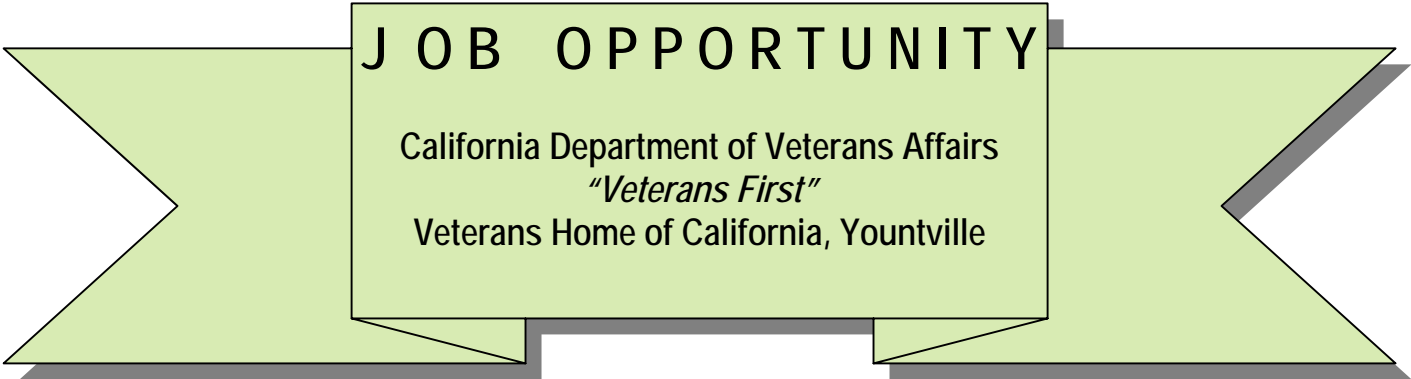 JOB OPPORTUNITY
California Department of Veterans Affairs
“Veterans First”
Veterans Home of California, Yountville